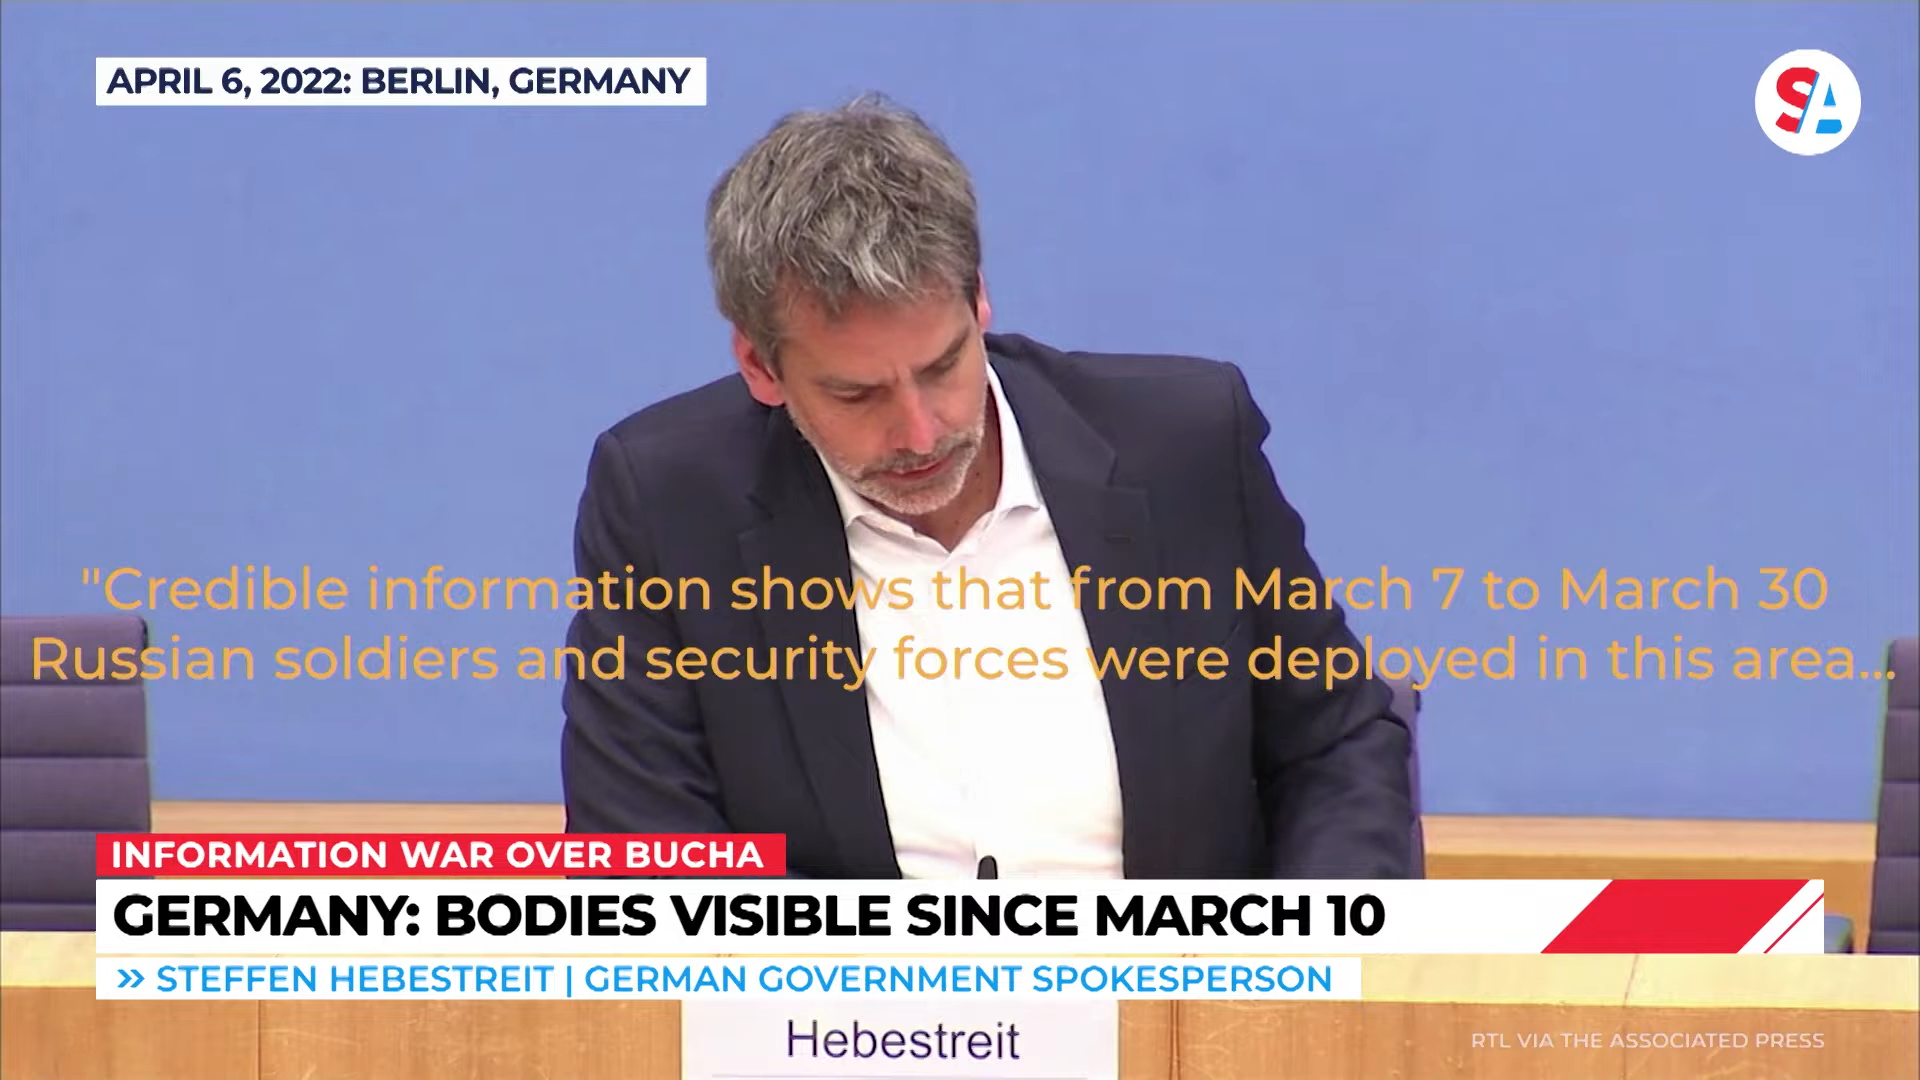 APRIL 6, 2022: BERLIN, GERMANY
SA
"Credible information shows that from March 7 to March 30
Russian soldiers and security forces were deployed in this area...
INFORMATION WAR OVER BUCHA
GERMANY: BODIES VISIBLE SINCE MARCH 10
» STEFFEN HEBESTREIT | GERMAN GOVERNMENT SPOKESPERSON
Hebestreit
RTL VIA THE ASSOCIATED PRESS